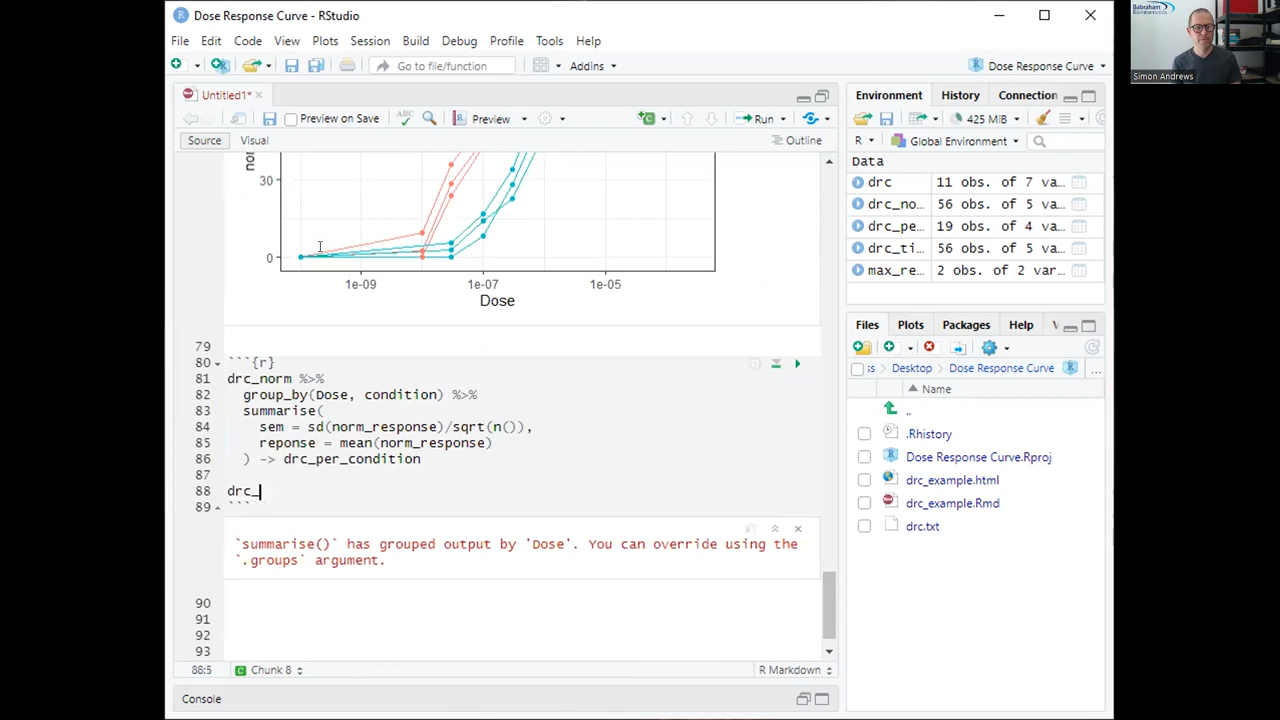 Dose Response Curve - RStudio
File Edit Code View Plots Session Build Debug Profile Tools Help
Go to file/function
Addins
Dose Response Curve
Untitled1*
Preview on Save
Preview
Run
Source Visual
Outline
30
0
1e-09 1e-07 1e-05
Dose
79
80 ```{r}
81 drc_norm %>%
82 group_by(Dose, condition) %>%
83 summarise(
84 sem = sd(norm_response)/sqrt(n()),
85 reponse = mean(norm_response)
86 ) -> drc_per_condition
87
88 drc_
89 ```
`summarise()` has grouped output by 'Dose'. You can override using the
`.groups` argument.
90
91
92
93
88:5 Chunk 8 R Markdown
Console
Environment History Connection
425 MiB
R Global Environment
Data
drc 11 obs. of 7 va…
drc_no… 56 obs. of 5 va…
drc_pe… 19 obs. of 4 va…
drc_ti… 56 obs. of 5 va…
max_re… 2 obs. of 2 var…
Files Plots Packages Help
Desktop Dose Response Curve
Name
..
.Rhistory
Dose Response Curve.Rproj
drc_example.html
drc_example.Rmd
drc.txt
Babraham
Bioinformatics
Simon Andrews